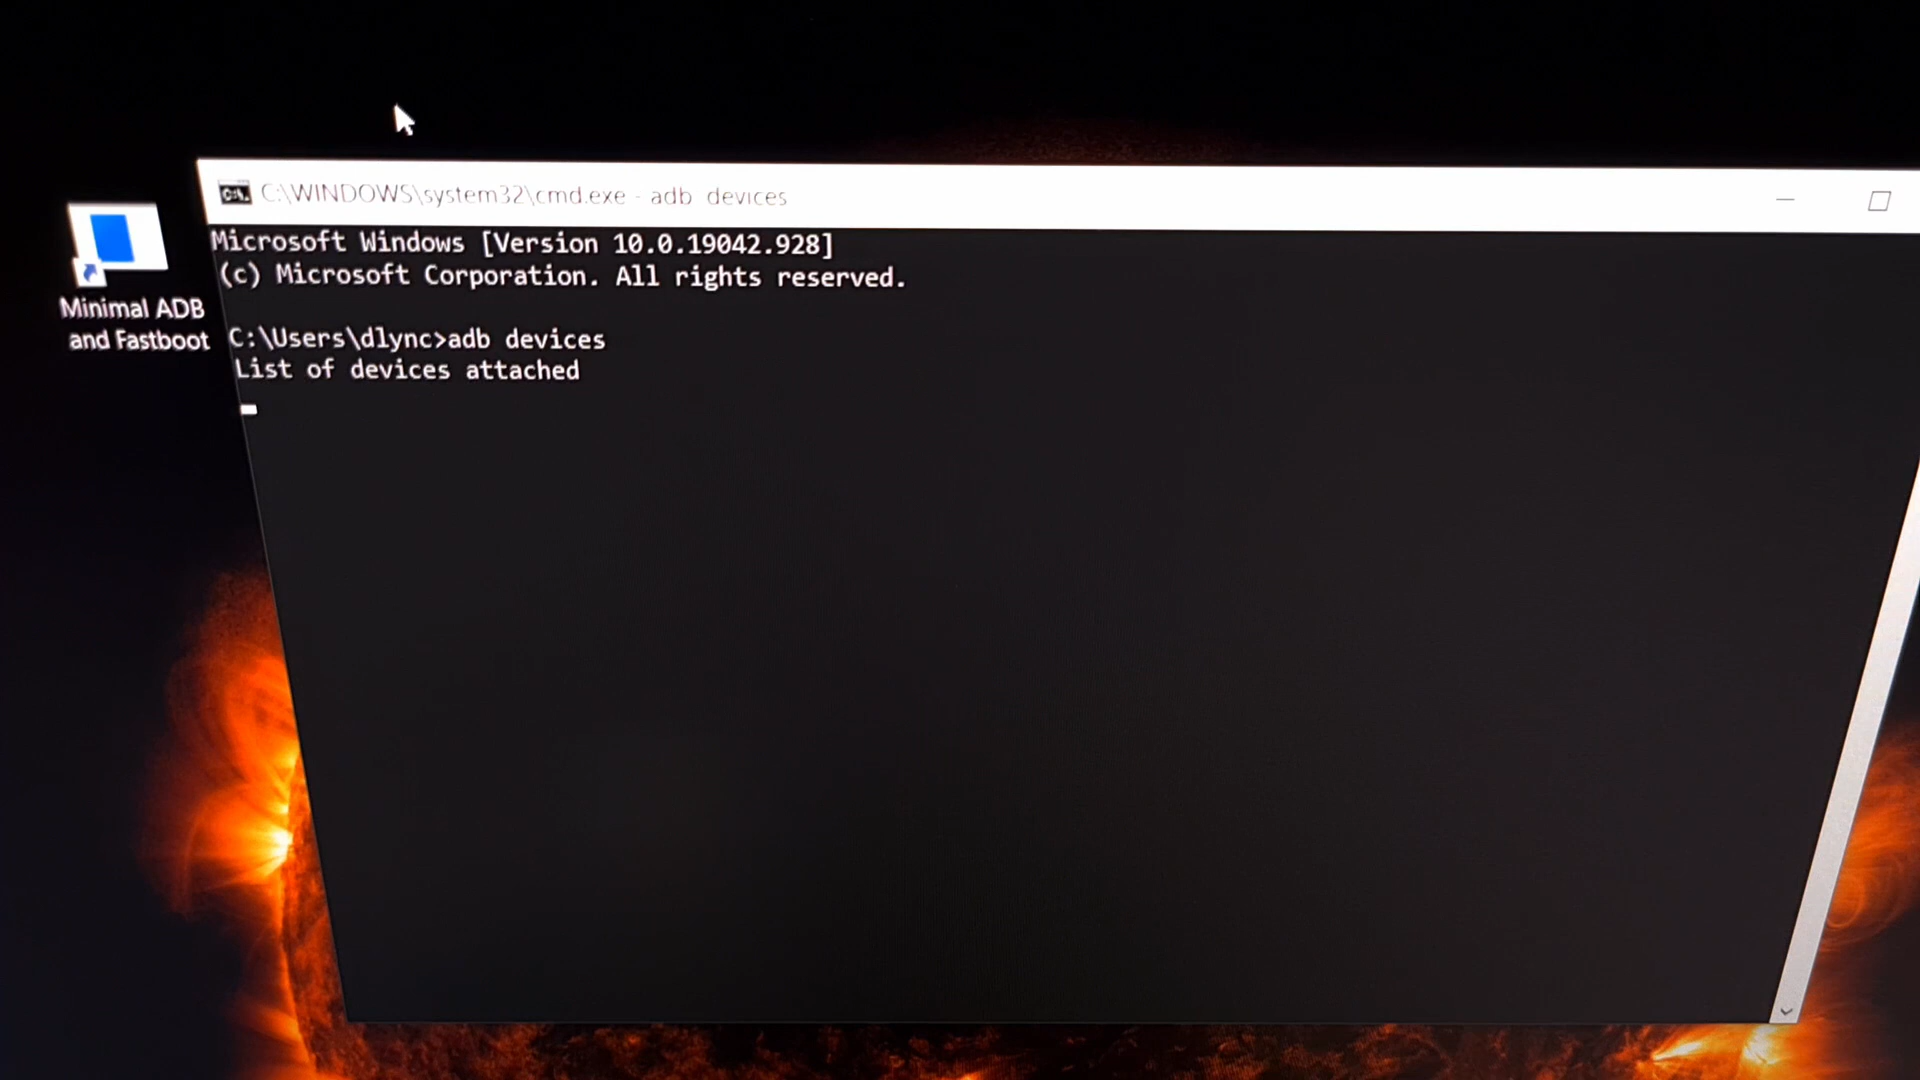 C:\WINDOWS\system32\cmd.exe - adb devices
Microsoft Windows [Version 10.0.19042.928]
(c) Microsoft Corporation. All rights reserved.
C:\Users\dlync>adb devices
List of devices attached
Minimal ADB
and Fastboot